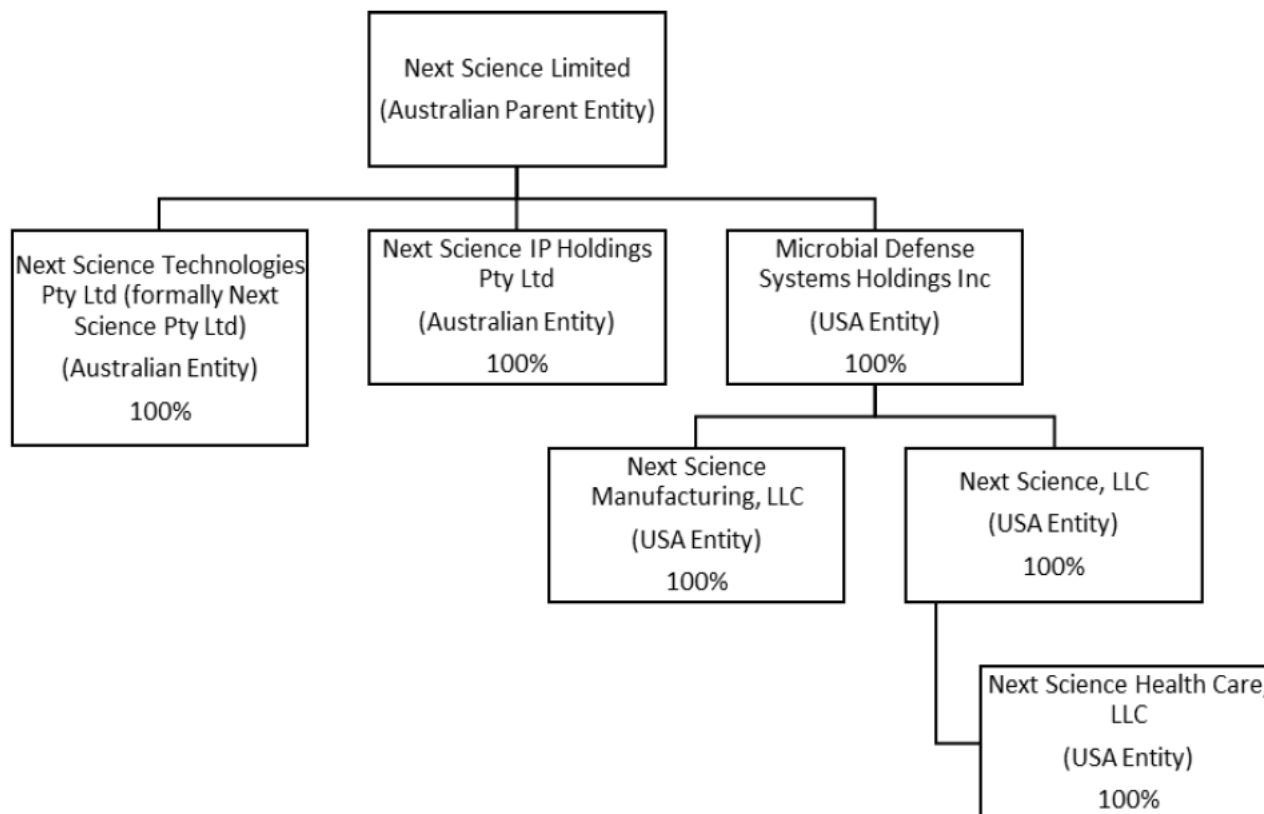 Next Science Limited
(Australian Parent Entity)
Next Science Technologies
Pty Ltd (formally Next
Science Pty Ltd)
(Australian Entity)
100%
Next Science IP Holdings
Pty Ltd
(Australian Entity)
100%
Microbial Defense
Systems Holdings Inc
(USA Entity)
100%
Next Science
Manufacturing, LLC
(USA Entity)
100%
Next Science, LLC
(USA Entity)
100%
Next Science Health Care,
LLC
(USA Entity)
100%